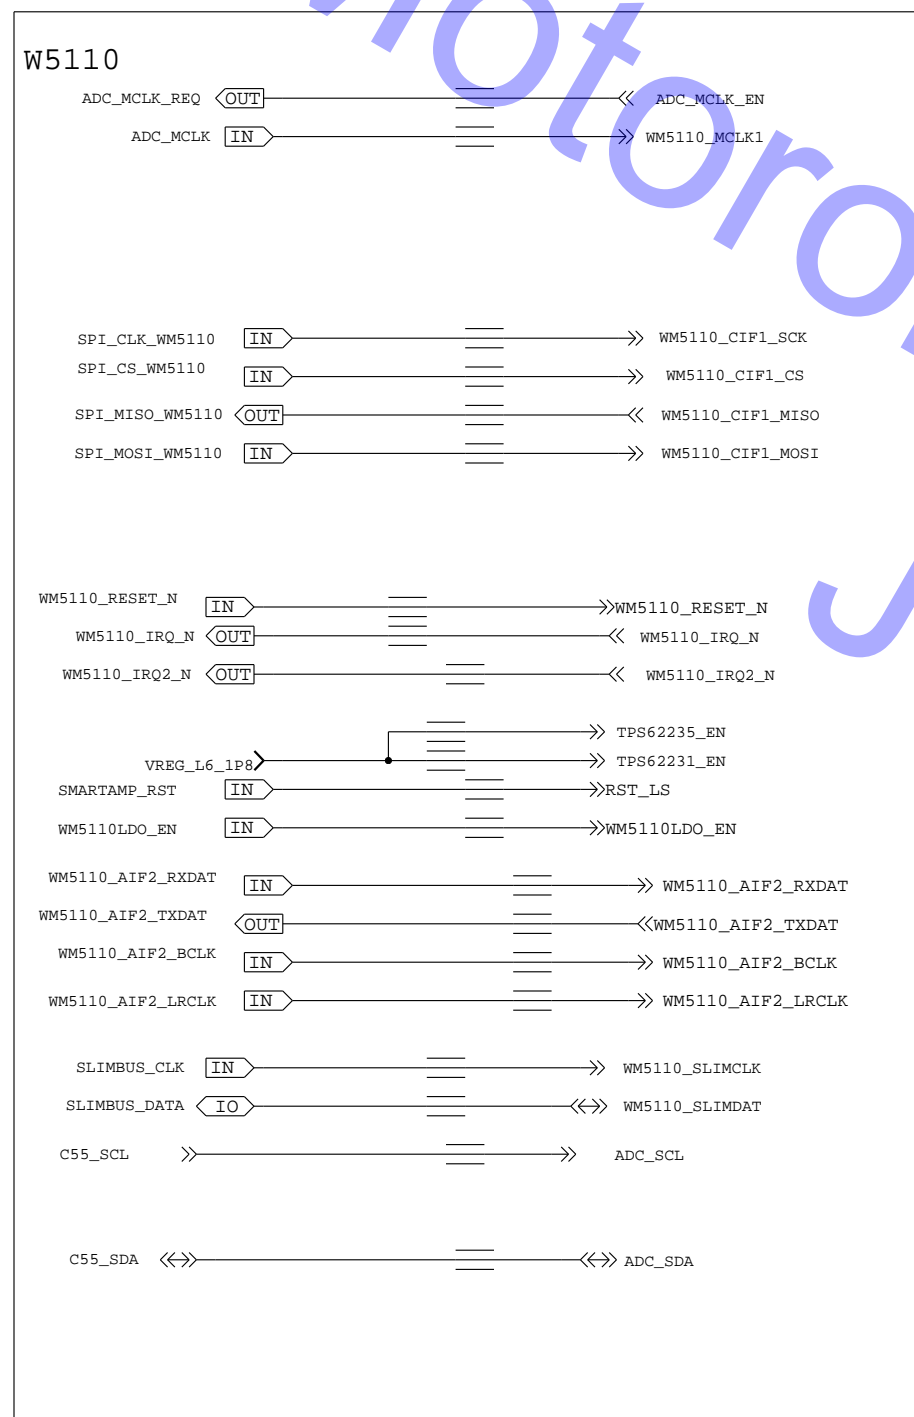 W5110
ADC_MCLK_REQ OUT ADC_MCLK_EN
ADC_MCLK IN WM5110_MCLK1
SPI_CLK_WM5110 IN WM5110_CIF1_SCK
SPI_CS_WM5110 IN WM5110_CIF1_CS
SPI_MISO_WM5110 OUT WM5110_CIF1_MISO
SPI_MOSI_WM5110 IN WM5110_CIF1_MOSI
WM5110_RESET_N IN WM5110_RESET_N
WM5110_IRQ_N OUT WM5110_IRQ_N
WM5110_IRQ2_N OUT WM5110_IRQ2_N
TPS62235_EN
VREG_L6_1P8 TPS62231_EN
SMARTAMP_RST IN RST_LS
WM5110LDO_EN IN WM5110LDO_EN
WM5110_AIF2_RXDAT IN WM5110_AIF2_RXDAT
WM5110_AIF2_TXDAT OUT WM5110_AIF2_TXDAT
WM5110_AIF2_BCLK IN WM5110_AIF2_BCLK
WM5110_AIF2_LRCLK IN WM5110_AIF2_LRCLK
SLIMBUS_CLK IN WM5110_SLIMCLK
SLIMBUS_DATA IO WM5110_SLIMDAT
C55_SCL ADC_SCL
C55_SDA ADC_SDA